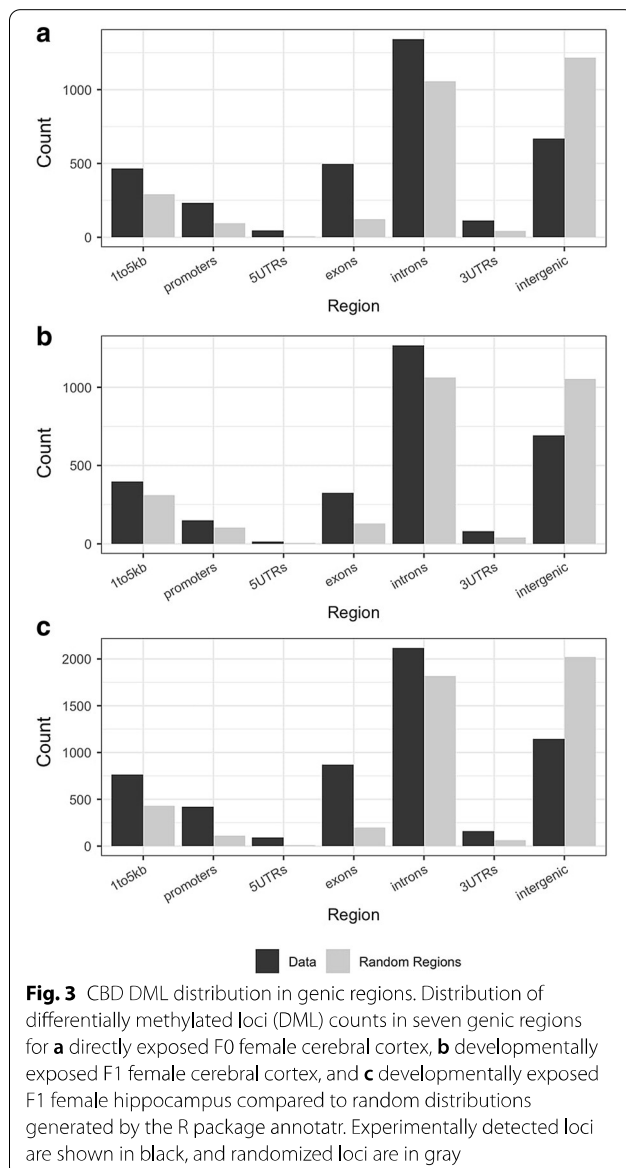 a
1000
500
0
Count
1to5kb
promoters
5UTRs
exons
introns
3UTRs
intergenic
Region
b
1000
500
0
Count
1to5kb
promoters
5UTRs
exons
introns
3UTRs
intergenic
Region
c
2000
1500
1000
500
0
Count
1to5kb
promoters
5UTRs
exons
introns
3UTRs
intergenic
Region
Data Random Regions
Fig. 3 CBD DML distribution in genic regions. Distribution of
differentially methylated loci (DML) counts in seven genic regions
for a directly exposed F0 female cerebral cortex, b developmentally
exposed F1 female cerebral cortex, and c developmentally exposed
F1 female hippocampus compared to random distributions
generated by the R package annotatr. Experimentally detected loci
are shown in black, and randomized loci are in gray